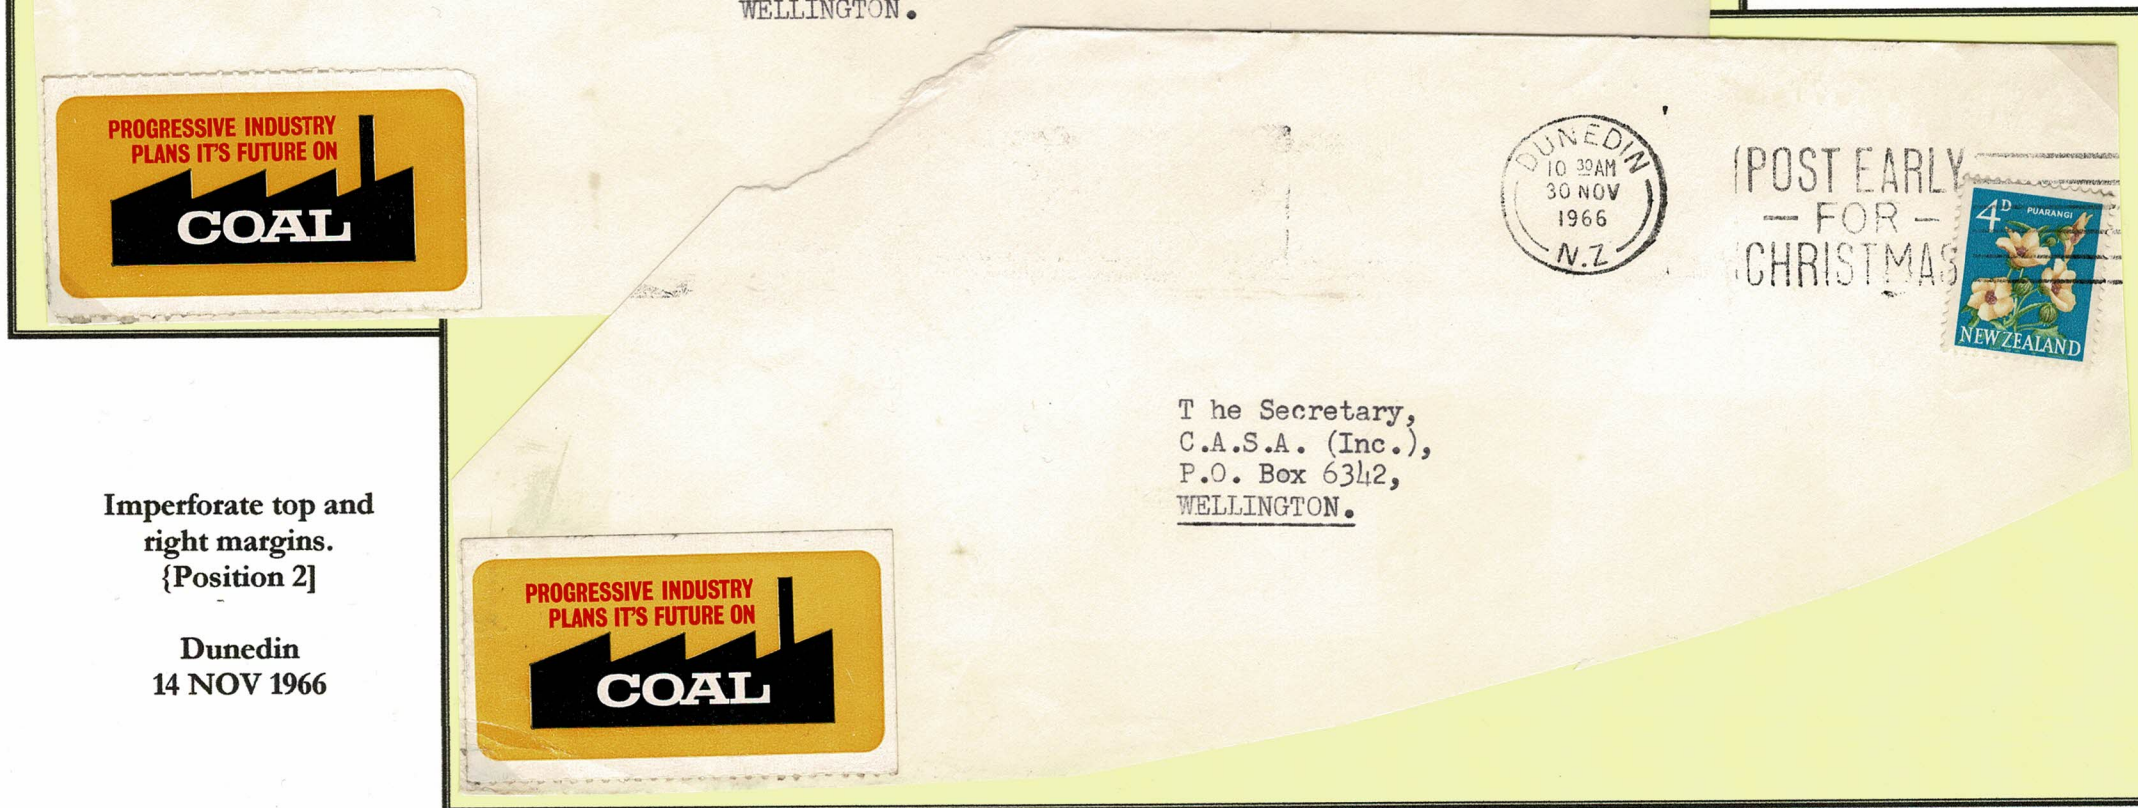 WELLINGTON.
PROGRESSIVE INDUSTRY
PLANS IT'S FUTURE ON
COAL
DUNEDIN
10 30AM
30 NOV
1966
N.Z
POST EARLY
— FOR —
CHRISTMAS
4D PUARANGI
NEW ZEALAND
T he Secretary,
C.A.S.A. (Inc.),
P.O. Box 6342,
WELLINGTON.
Imperforate top and
right margins.
{Position 2]
Dunedin
14 NOV 1966
PROGRESSIVE INDUSTRY
PLANS IT'S FUTURE ON
COAL